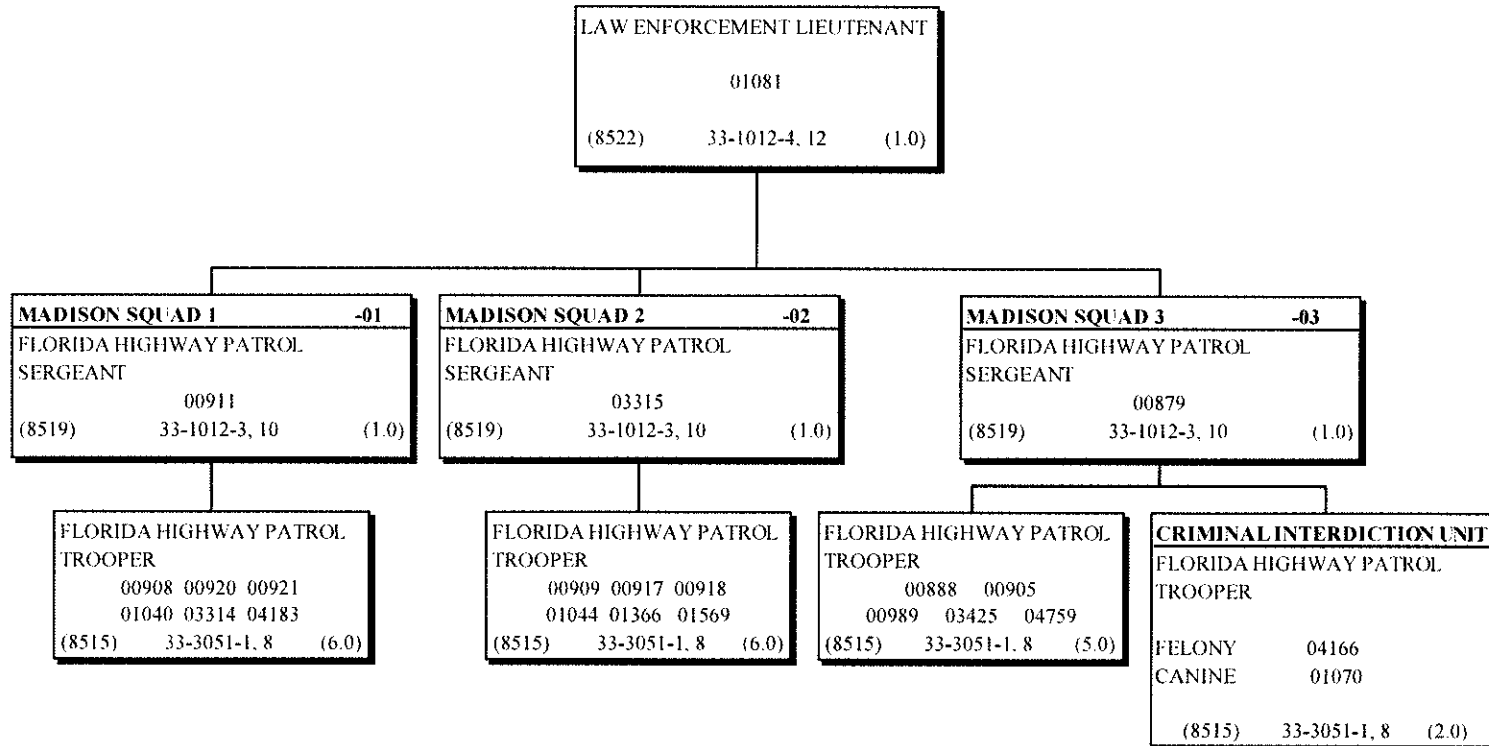 LAW ENFORCEMENT LIEUTENANT
01081
(8522) 33-1012-4, 12 (1.0)
MADISON SQUAD 1 -01
FLORIDA HIGHWAY PATROL
SERGEANT
00911
(8519) 33-1012-3, 10 (1.0)
FLORIDA HIGHWAY PATROL
TROOPER
00908 00920 00921
01040 03314 04183
(8515) 33-3051-1, 8 (6.0)
MADISON SQUAD 2 -02
FLORIDA HIGHWAY PATROL
SERGEANT
03315
(8519) 33-1012-3, 10 (1.0)
FLORIDA HIGHWAY PATROL
TROOPER
00909 00917 00918
01044 01366 01569
(8515) 33-3051-1, 8 (6.0)
MADISON SQUAD 3 -03
FLORIDA HIGHWAY PATROL
SERGEANT
00879
(8519) 33-1012-3, 10 (1.0)
FLORIDA HIGHWAY PATROL
TROOPER
00888 00905
00989 03425 04759
(8515) 33-3051-1, 8 (5.0)
CRIMINAL INTERDICTION UNIT
FLORIDA HIGHWAY PATROL
TROOPER
FELONY 04166
CANINE 01070
(8515) 33-3051-1, 8 (2.0)